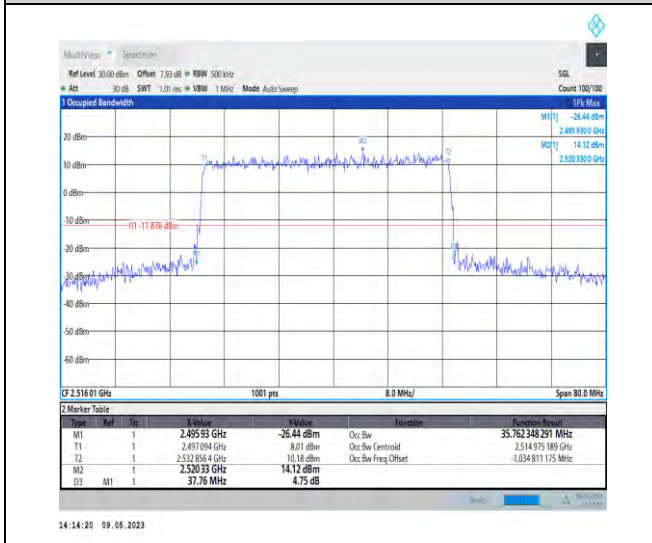 MultiView Spectrum
Ref Level 30.00 dBm Offset 7.93 dB RBW 500 kHz SGL
Att 30 dB SWT 1.01 ms VBW 1 MHz Mode Auto Sweep Count 100/100
1 Occupied Bandwidth 1Pk Max
M1[1] -26.44 dBm
2.495 930 0 GHz
M2[1] 14.12 dBm
2.520 330 0 GHz
20 dBm
10 dBm
0 dBm
-10 dBm
H1 -11.876 dBm
-20 dBm
-30 dBm
-40 dBm
-50 dBm
-60 dBm
T1
M2
T2
CF 2.516 01 GHz 1001 pts 8.0 MHz/ Span 80.0 MHz
2 Marker Table
Type Ref Trc X-Value Y-Value Function Function Result
M1 1 2.495 93 GHz -26.44 dBm Occ Bw 35.762 348 291 MHz
T1 1 2.497 094 GHz 8.01 dBm Occ Bw Centroid 2.514 975 189 GHz
T2 1 2.532 856 4 GHz 10.18 dBm Occ Bw Freq Offset -1.034 811 175 MHz
M2 1 2.520 33 GHz 14.12 dBm
D3 M1 1 37.76 MHz 4.75 dB
14:14:20 09.05.2023